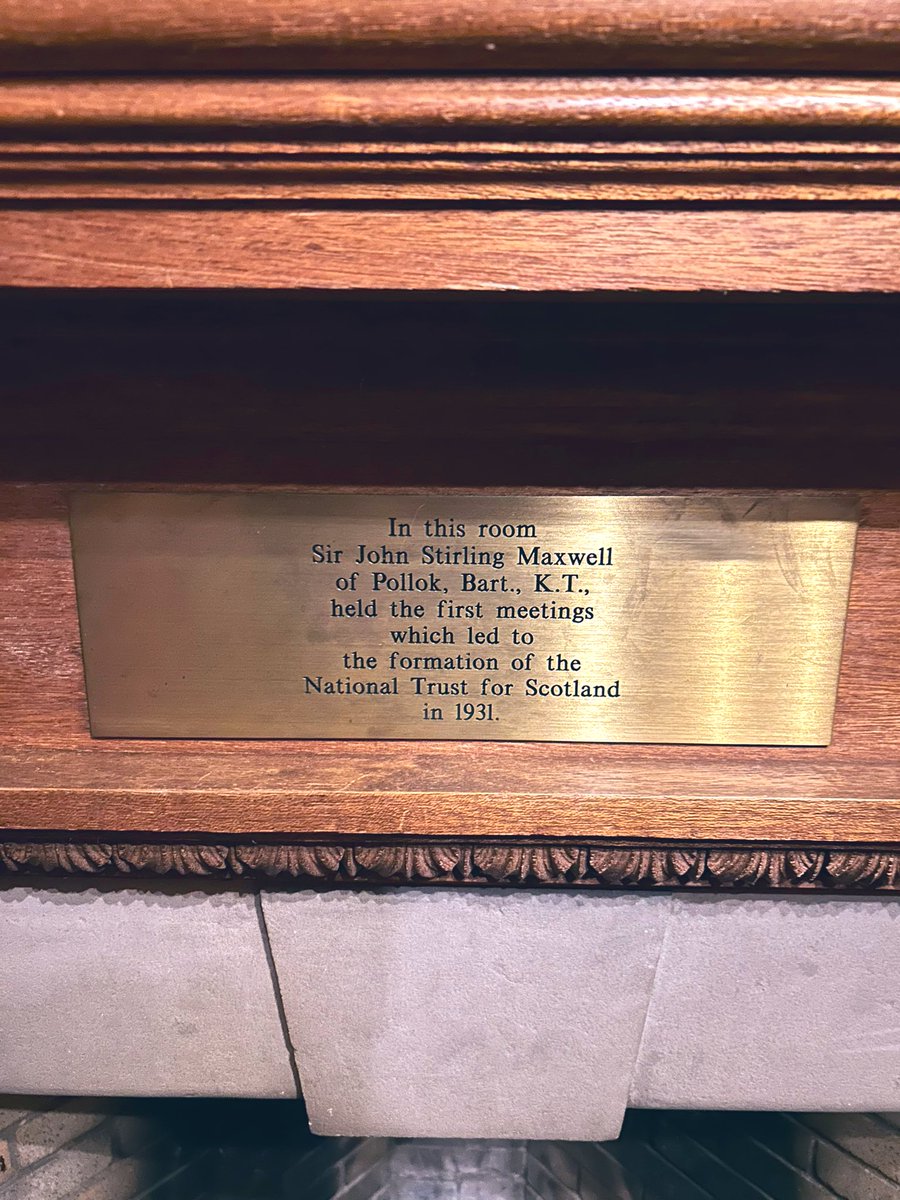 In this room
Sir John Stirling Maxwell
of Pollok, Bart., K.T.,
held the first meetings
which led to
the formation of the
National Trust for Scotland
in 1931.